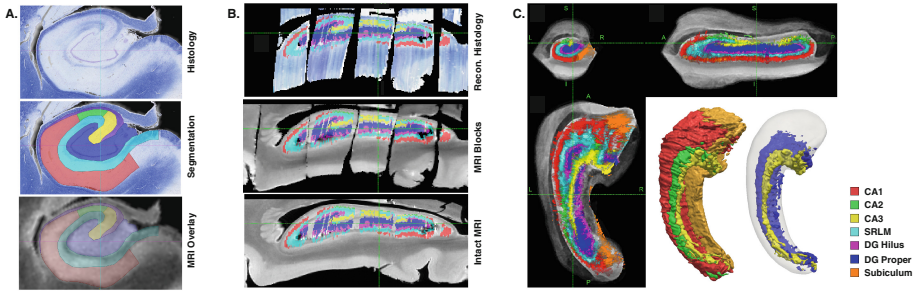 A.
Histology
Segmentation
MRI Overlay
B.
Recon. Histology
MRI Blocks
Intact MRI
C.
S
L
R
I
S
A
P
I
A
L
R
P
CA1
CA2
CA3
SRLM
DG Hilus
DG Proper
Subiculum